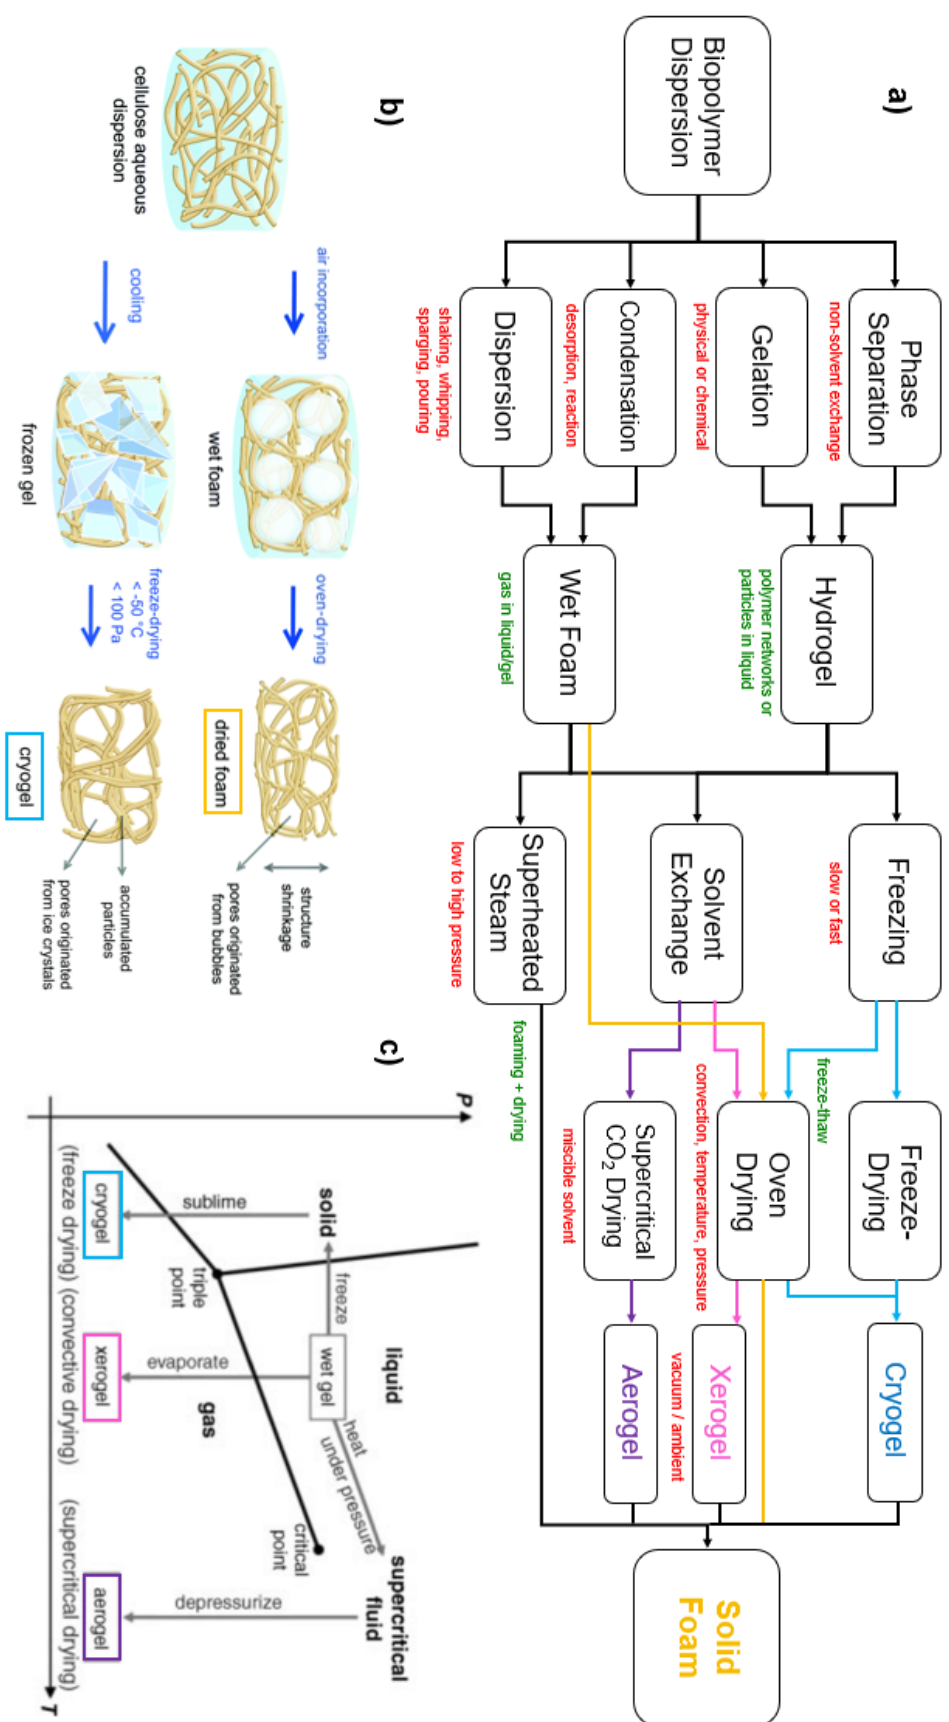 a)
Biopolymer
Dispersion
Phase
Separation
non-solvent exchange
Gelation
physical or chemical
Condensation
desorption, reaction
Dispersion
shaking, whipping,
sparging, pouring
Hydrogel
polymer networks or
particles in liquid
Wet Foam
gas in liquid/gel
Freezing
slow or fast
Solvent
Exchange
Superheated
Steam
low to high pressure
foaming + drying
freeze-thaw
Freeze-
Drying
Oven
Drying
convection, temperature, pressure
Supercritical
CO2 Drying
miscible solvent
Cryogel
Xerogel
vacuum / ambient
Aerogel
Solid
Foam
b)
cellulose aqueous
dispersion
air incorporation
wet foam
oven-drying
dried foam
structure
shrinkage
pores originated
from bubbles
cooling
frozen gel
freeze-drying
< -50 °C
< 100 Pa
cryogel
accumulated
particles
pores originated
from ice crystals
c)
P
solid
liquid
supercritical
fluid
freeze
wet gel
heat
under pressure
sublime
triple
point
evaporate
gas
critical
point
depressurize
cryogel
xerogel
aerogel
(freeze drying)
(convective drying)
(supercritical drying)
T